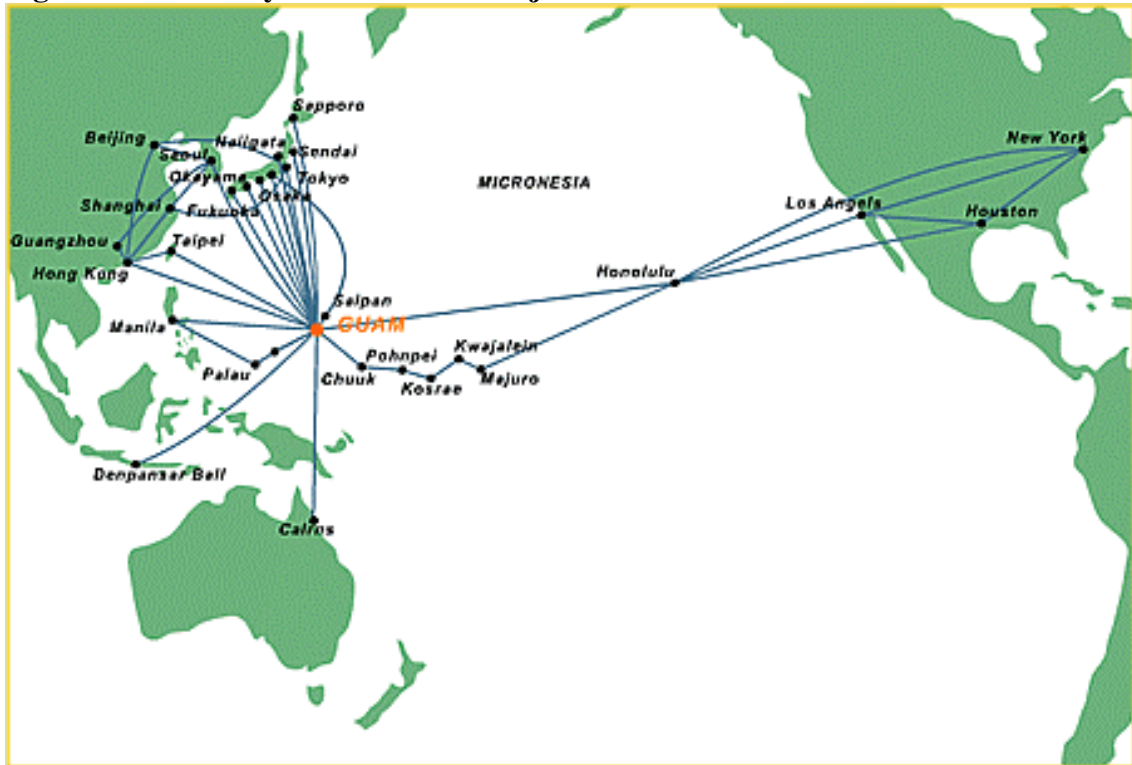 Sapporo
Beijing
Naiigata
Sendai
Seoul
Okayama
Tokyo
Osaka
Shanghai
Fukuoka
Guangzhou
Taipei
Hong Kong
MICRONESIA
New York
Los Angels
Houston
Honolulu
Saipan
GUAM
Manila
Palau
Chuuk
Pohnpei
Kwajalein
Kosrae
Majuro
Denpansar Bali
Cairns